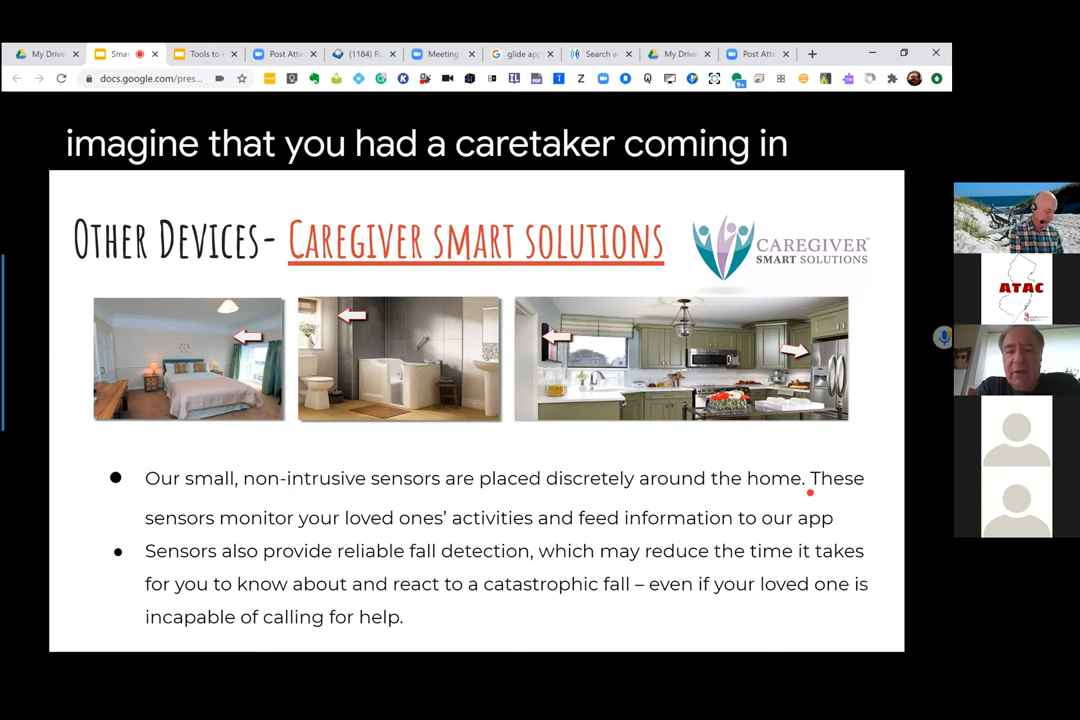 My Drive
Smar
Tools to
Post Atte
(1184) R
Meeting
glide app
Search a
My Drive
Post Atte
docs.google.com/pres...
imagine that you had a caretaker coming in
OTHER DEVICES- CAREGIVER SMART SOLUTIONS
CAREGIVER™
SMART SOLUTIONS
ATAC
● Our small, non-intrusive sensors are placed discretely around the home. These
sensors monitor your loved ones’ activities and feed information to our app
● Sensors also provide reliable fall detection, which may reduce the time it takes
for you to know about and react to a catastrophic fall – even if your loved one is
incapable of calling for help.